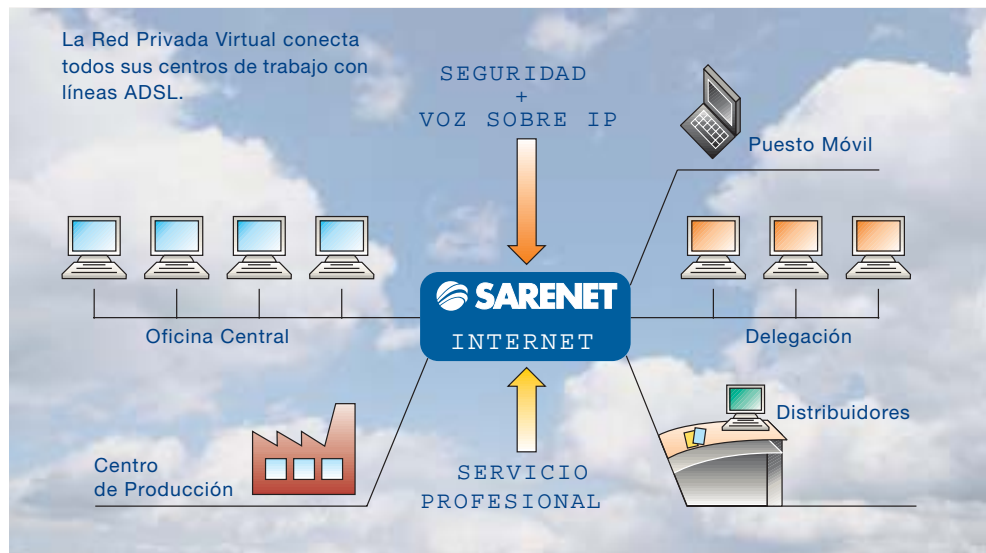 La Red Privada Virtual conecta
todos sus centros de trabajo con
líneas ADSL.
SEGURIDAD
+
VOZ SOBRE IP
Puesto Móvil
SARENET
INTERNET
Oficina Central
Delegación
Distribuidores
Centro
de Producción
SERVICIO
PROFESIONAL